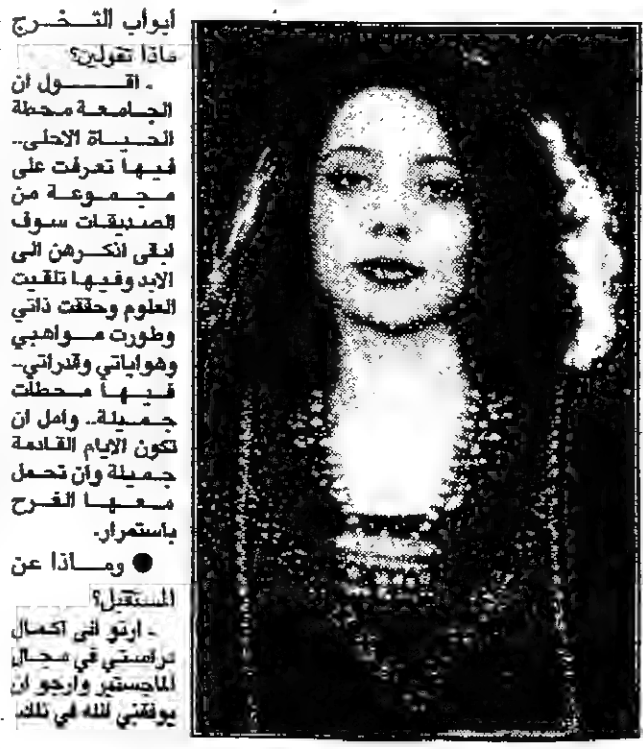 ابواب التخرج
ماذا تقولين؟
- اقول ان
الجامعة محطة
الحياة الاحلى..
فيها تعرفت على
مجموعة من
الصديقات سوف
ابقى اذكرهن الى
الابد وفيها تلقيت
العلوم وحققت ذاتي
وطورت مواهبي
وهواياتي وقدراتي..
فيها محطات
جميلة.. وامل ان
تكون الايام القادمة
جميلة وان تحمل
معها الفرح
باستمرار.
● وماذا عن
المستقبل؟
- ارنو الى اكمال
دراستي في مجال
الماجستير وارجو ان
يوفقني الله في ذلك